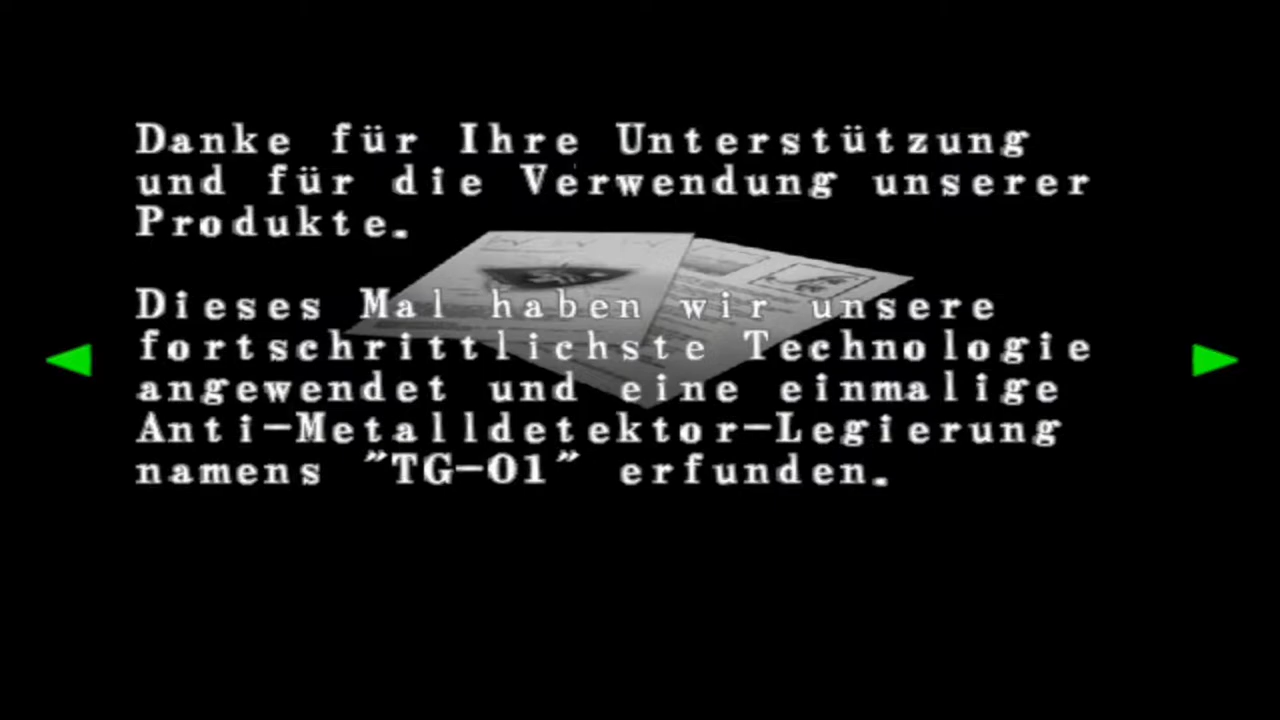 Danke für Ihre Unterstützung
und für die Verwendung unserer
Produkte.
Dieses Mal haben wir unsere
fortschrittlichste Technologie
angewendet und eine einmalige
Anti-Metalldetektor-Legierung
namens "TG-01" erfunden.